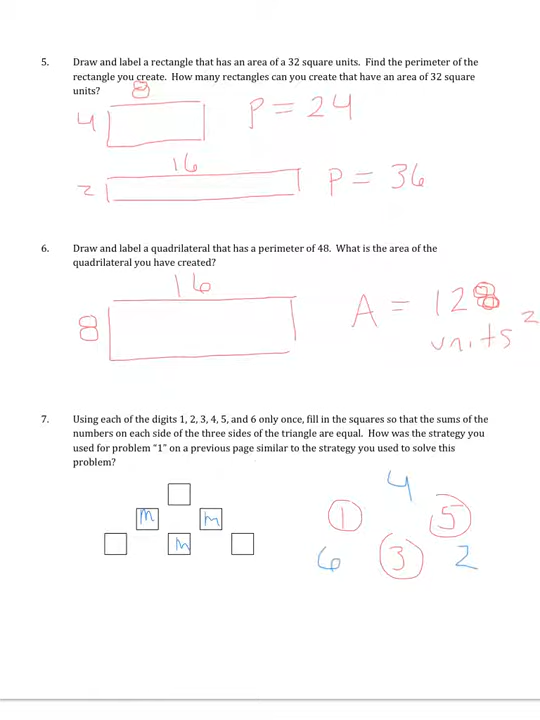 5. Draw and label a rectangle that has an area of a 32 square units. Find the perimeter of the
rectangle you create. How many rectangles can you create that have an area of 32 square
units?
8
4
P = 24
16
2
P = 36
6. Draw and label a quadrilateral that has a perimeter of 48. What is the area of the
quadrilateral you have created?
16
8
A = 128
units 2
7. Using each of the digits 1, 2, 3, 4, 5, and 6 only once, fill in the squares so that the sums of the
numbers on each side of the three sides of the triangle are equal. How was the strategy you
used for problem “1” on a previous page similar to the strategy you used to solve this
problem?
4
m m 1 5
m 6 3 2